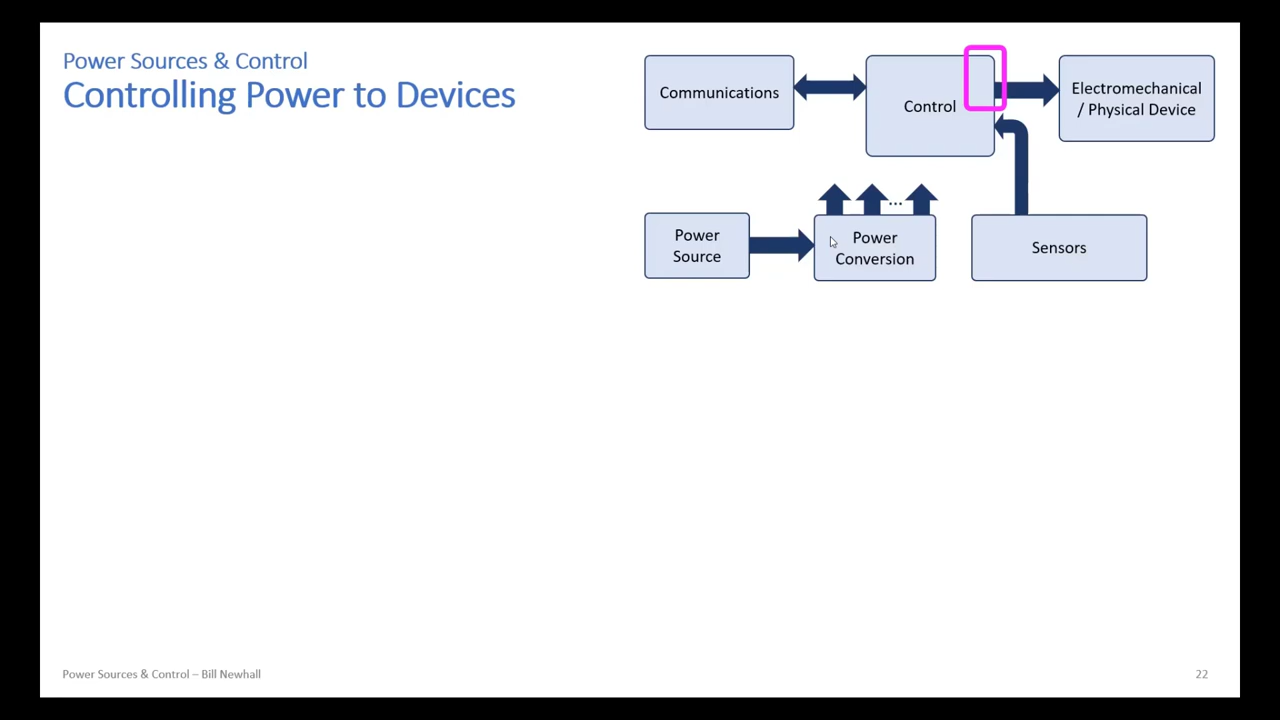 Power Sources & Control
Controlling Power to Devices
Communications
Control
Electromechanical
/ Physical Device
Power
Source
...
Power
Conversion
Sensors
Power Sources & Control – Bill Newhall
22